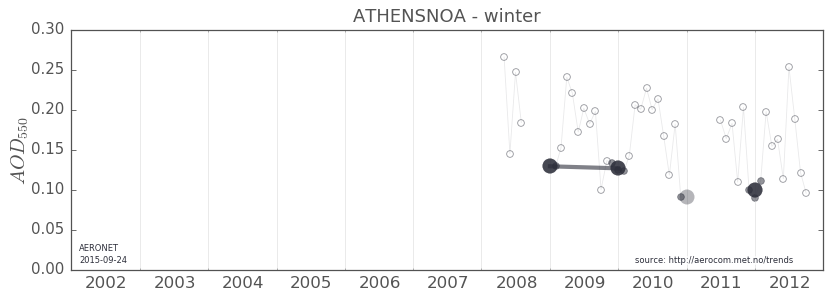 ATHENSNOA - winter
0.30
0.25
0.20
0.15
0.10
0.05
0.00
AOD550
AERONET
2015-09-24
source: http://aerocom.met.no/trends
2002 2003 2004 2005 2006 2007 2008 2009 2010 2011 2012